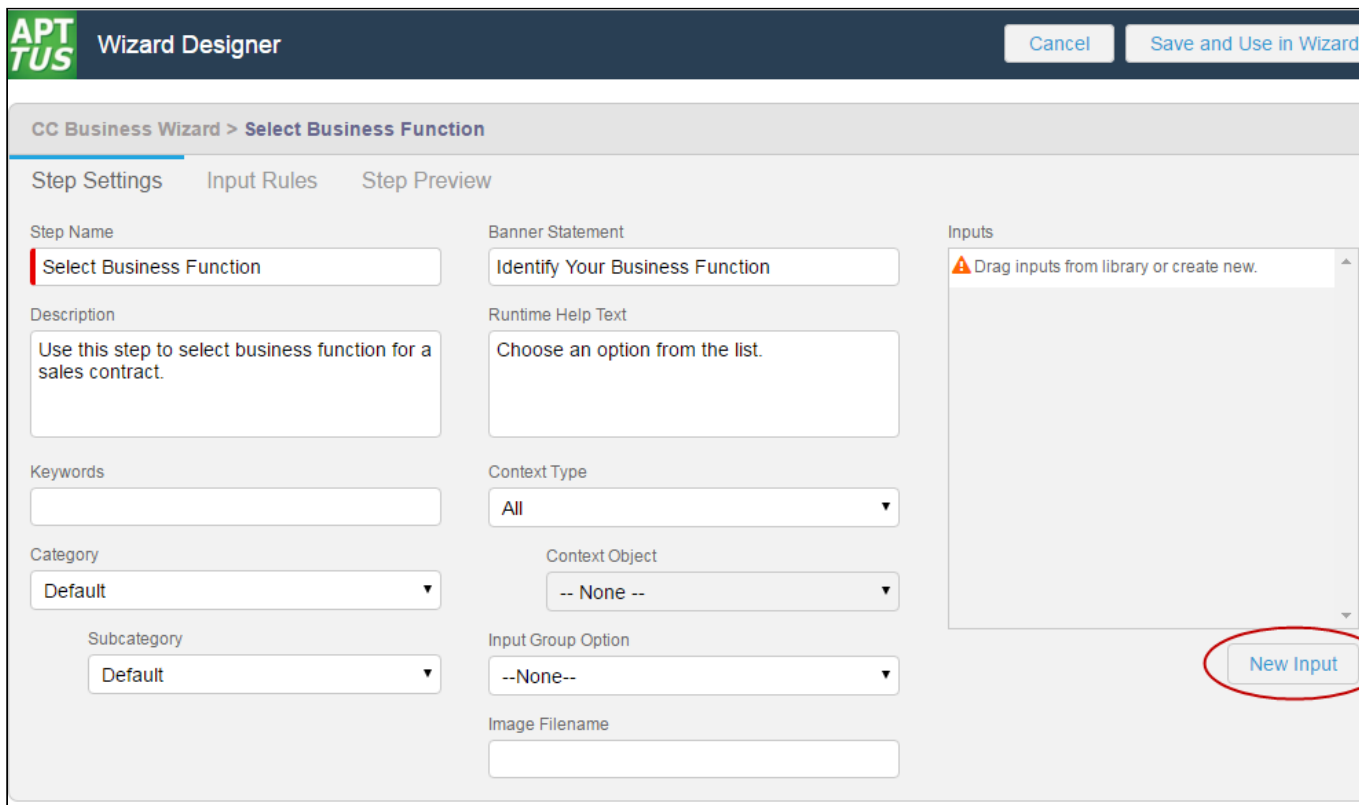 APT
TUS
Wizard Designer
Cancel
Save and Use in Wizard
CC Business Wizard > Select Business Function
Step Settings
Input Rules
Step Preview
Step Name
Select Business Function
Description
Use this step to select business function for a
sales contract.
Keywords
Category
Default
Subcategory
Default
Banner Statement
Identify Your Business Function
Runtime Help Text
Choose an option from the list.
Context Type
All
Context Object
-- None --
Input Group Option
--None--
Image Filename
Inputs
Drag inputs from library or create new.
New Input